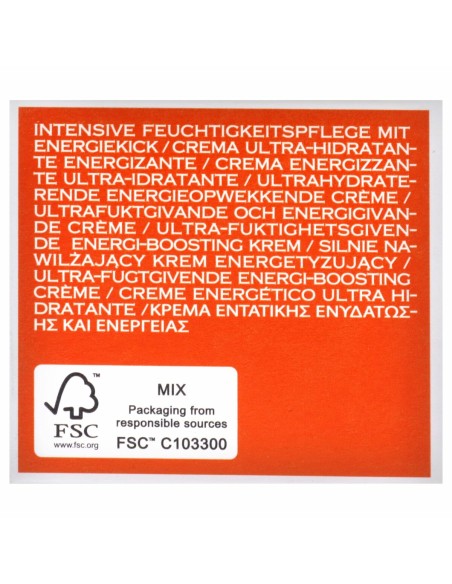 INTENSIVE FEUCHTIGKEITSPFLEGE MIT
ENERGIEKICK / CREMA ULTRA-HIDRATAN-
TE ENERGIZANTE / CREMA ENERGIZZAN-
TE ULTRA-IDRATANTE / ULTRAHYDRATE-
RENDE ENERGIEOPWEKKENDE CRÈME /
ULTRAFUKTGIVANDE OCH ENERGIGIVAN-
DE CRÈME / ULTRA-FUKTIGHETSGIVEN-
DE ENERGI-BOOSTING KREM / SILNIE NA-
WILŻAJĄCY KREM ENERGETYZUJĄCY /
ULTRA-FUGTGIVENDE ENERGI-BOOSTING
CRÈME / CREME ENERGÉTICO ULTRA HI-
DRATANTE / ΚΡΕΜΑ ΕΝΤΑΤΙΚΗΣ ΕΝΥΔΑΤΩΣ-
ΗΣ ΚΑΙ ΕΝΕΡΓΕΙΑΣ
™
FSC
www.fsc.org
MIX
Packaging from
responsible sources
FSC™ C103300